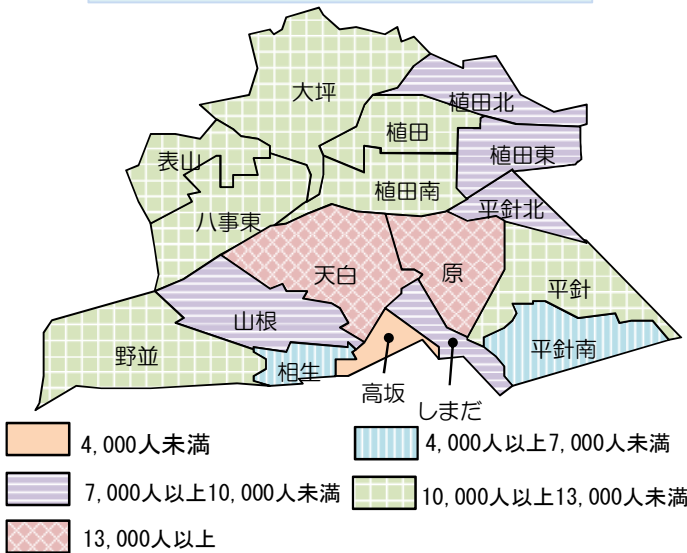 大坪
植田北
植田
植田東
表山
植田南
八事東
平針北
天白
原
平針
山根
野並
相生
平針南
高坂
しまだ
4,000人未満
4,000人以上7,000人未満
7,000人以上10,000人未満
10,000人以上13,000人未満
13,000人以上